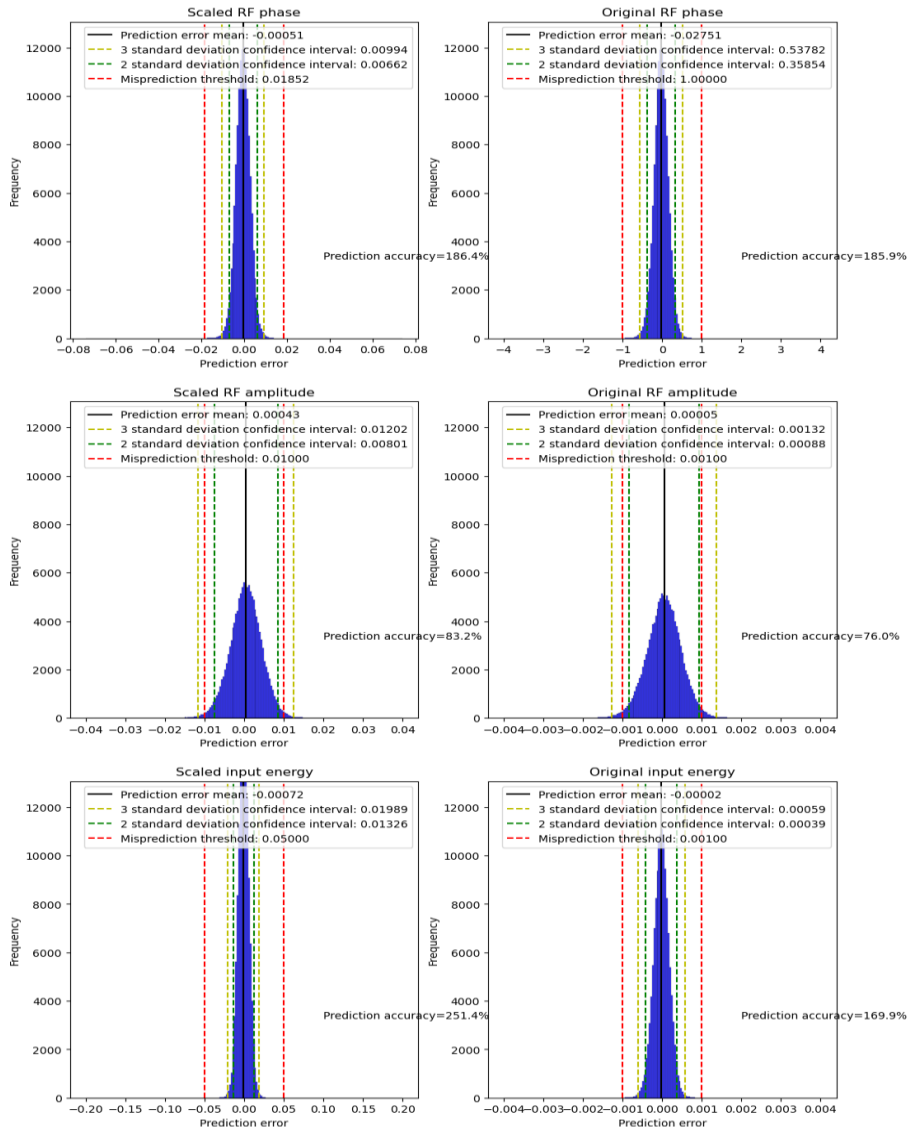 Scaled RF phase
Prediction error mean: -0.00051
3 standard deviation confidence interval: 0.00994
2 standard deviation confidence interval: 0.00662
Misprediction threshold: 0.01852
Prediction accuracy=186.4%
12000
10000
8000
6000
4000
2000
0
Frequency
−0.08 −0.06 −0.04 −0.02 0.00 0.02 0.04 0.06 0.08
Prediction error
Original RF phase
Prediction error mean: -0.02751
3 standard deviation confidence interval: 0.53782
2 standard deviation confidence interval: 0.35854
Misprediction threshold: 1.00000
Prediction accuracy=185.9%
12000
10000
8000
6000
4000
2000
0
Frequency
−4 −3 −2 −1 0 1 2 3 4
Prediction error
Scaled RF amplitude
Prediction error mean: 0.00043
3 standard deviation confidence interval: 0.01202
2 standard deviation confidence interval: 0.00801
Misprediction threshold: 0.01000
Prediction accuracy=83.2%
12000
10000
8000
6000
4000
2000
0
Frequency
−0.04 −0.03 −0.02 −0.01 0.00 0.01 0.02 0.03 0.04
Prediction error
Original RF amplitude
Prediction error mean: 0.00005
3 standard deviation confidence interval: 0.00132
2 standard deviation confidence interval: 0.00088
Misprediction threshold: 0.00100
Prediction accuracy=76.0%
12000
10000
8000
6000
4000
2000
0
Frequency
−0.004 −0.003 −0.002 −0.001 0.000 0.001 0.002 0.003 0.004
Prediction error
Scaled input energy
Prediction error mean: -0.00072
3 standard deviation confidence interval: 0.01989
2 standard deviation confidence interval: 0.01326
Misprediction threshold: 0.05000
Prediction accuracy=251.4%
12000
10000
8000
6000
4000
2000
0
Frequency
−0.20 −0.15 −0.10 −0.05 0.00 0.05 0.10 0.15 0.20
Prediction error
Original input energy
Prediction error mean: -0.00002
3 standard deviation confidence interval: 0.00059
2 standard deviation confidence interval: 0.00039
Misprediction threshold: 0.00100
Prediction accuracy=169.9%
12000
10000
8000
6000
4000
2000
0
Frequency
−0.004 −0.003 −0.002 −0.001 0.000 0.001 0.002 0.003 0.004
Prediction error